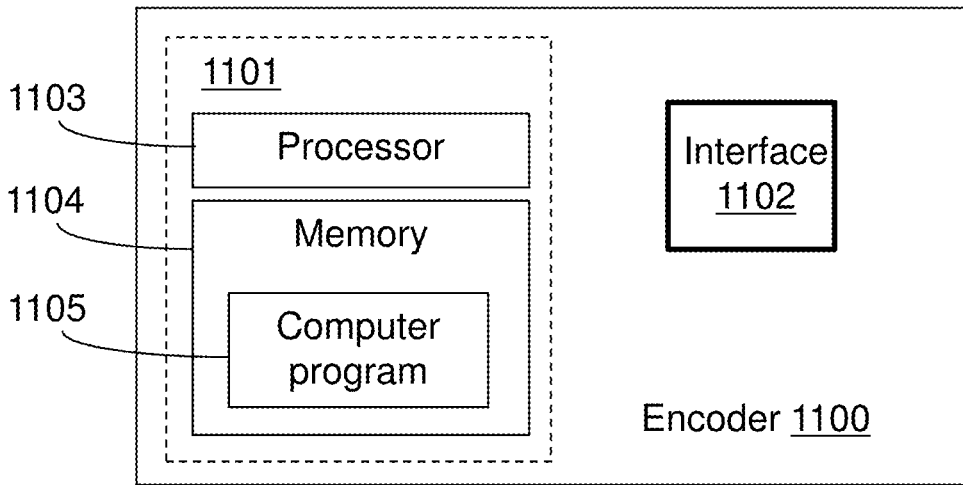 1101
1103
Processor
Interface
1102
1104
Memory
1105
Computer
program
Encoder 1100